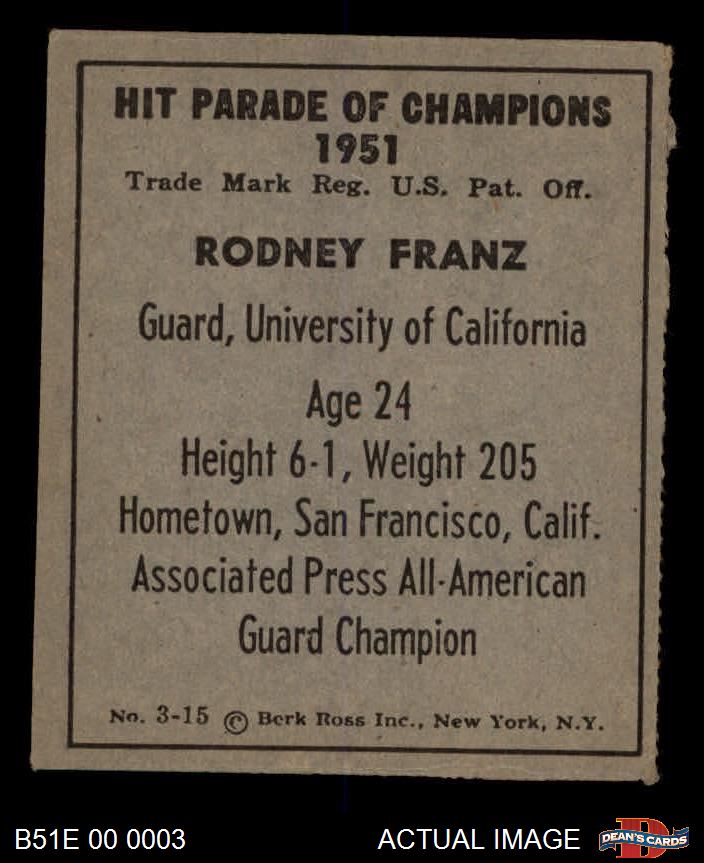 HIT PARADE OF CHAMPIONS
1951
Trade Mark Reg. U.S. Pat. Off.
RODNEY FRANZ
Guard, University of California
Age 24
Height 6-1, Weight 205
Hometown, San Francisco, Calif.
Associated Press All-American
Guard Champion
No. 3-15 © Berk Ross Inc., New York, N.Y.
B51E 00 0003 ACTUAL IMAGE D DEAN'S CARDS